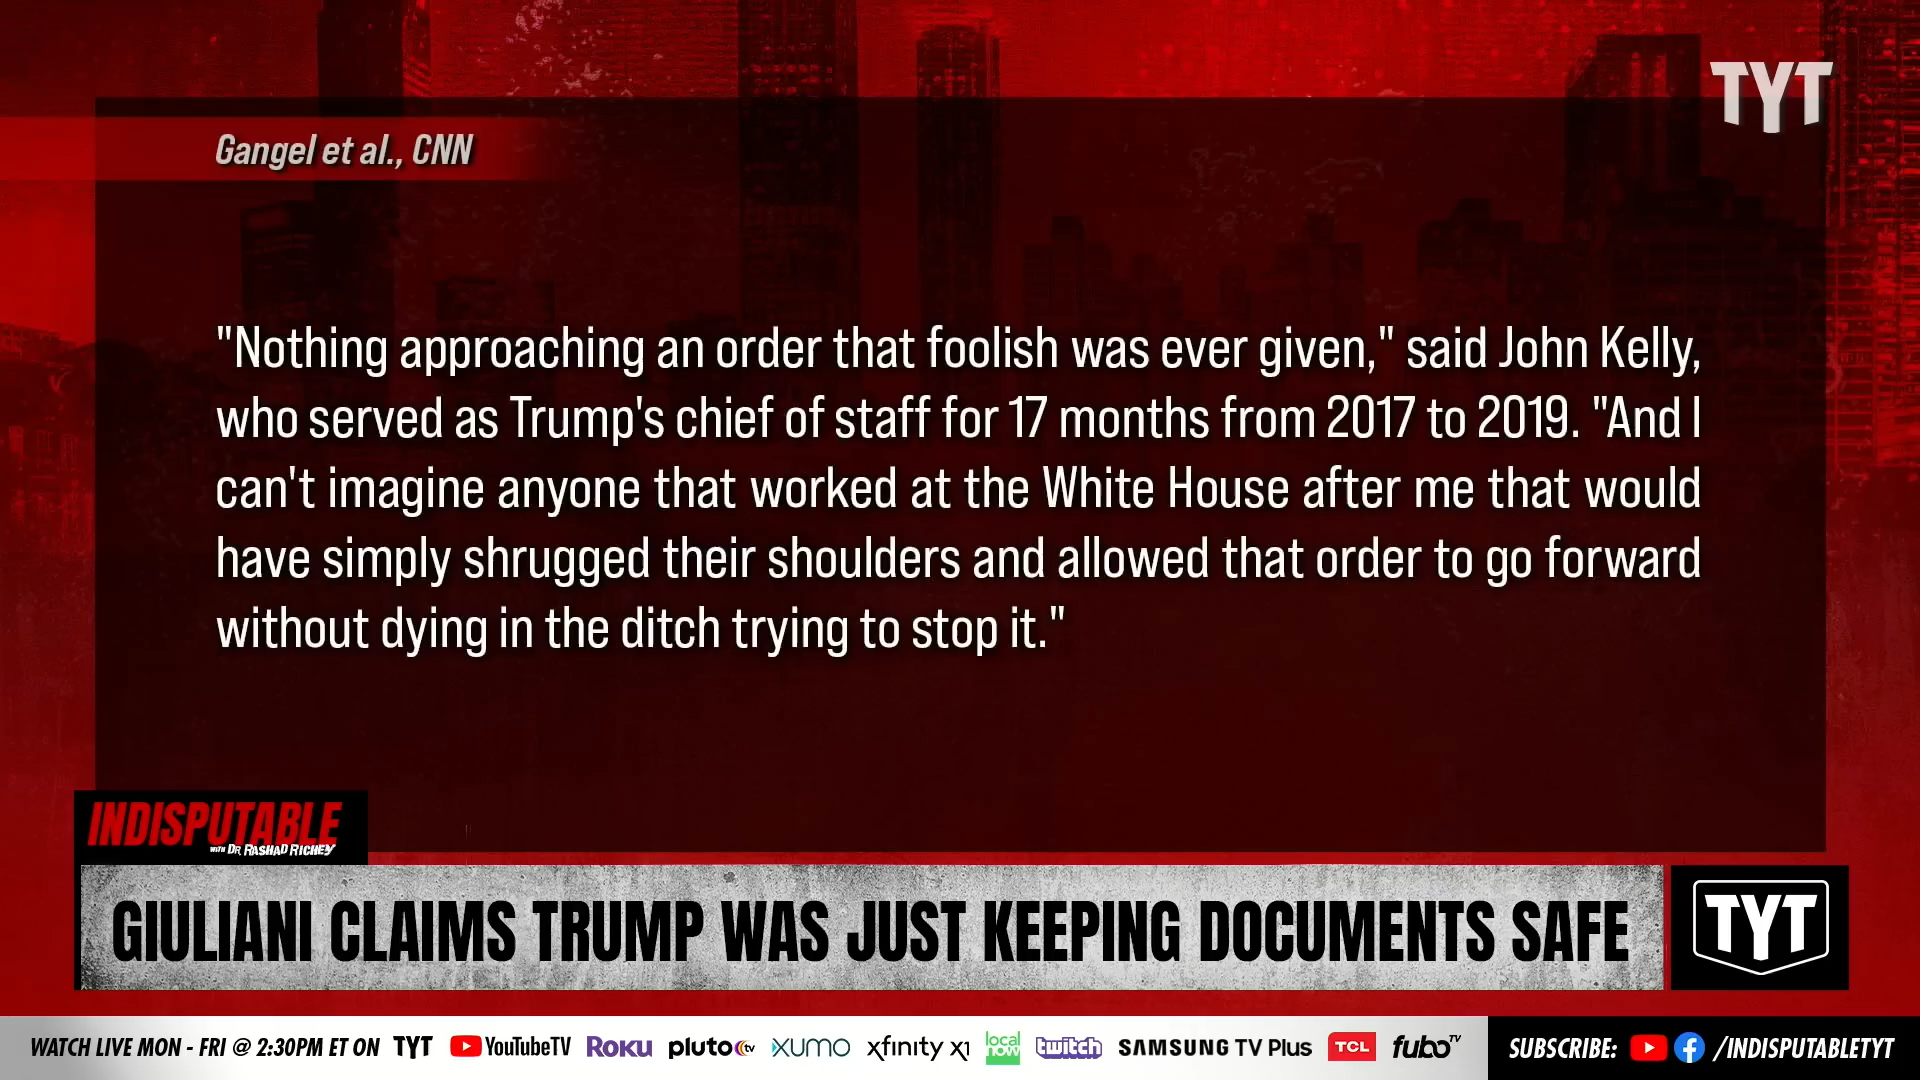 TYT
Gangel et al., CNN
"Nothing approaching an order that foolish was ever given," said John Kelly,
who served as Trump's chief of staff for 17 months from 2017 to 2019. "And I
can't imagine anyone that worked at the White House after me that would
have simply shrugged their shoulders and allowed that order to go forward
without dying in the ditch trying to stop it."
INDISPUTABLE
WITH DR RASHAD RICHEY
GIULIANI CLAIMS TRUMP WAS JUST KEEPING DOCUMENTS SAFE
TYT
WATCH LIVE MON - FRI @ 2:30PM ET ON TYT YouTubeTV ROKU pluto tv XUMO xfinity x1 local now twitch SAMSUNG TV Plus TCL fubo TV SUBSCRIBE: /INDISPUTABLETYT